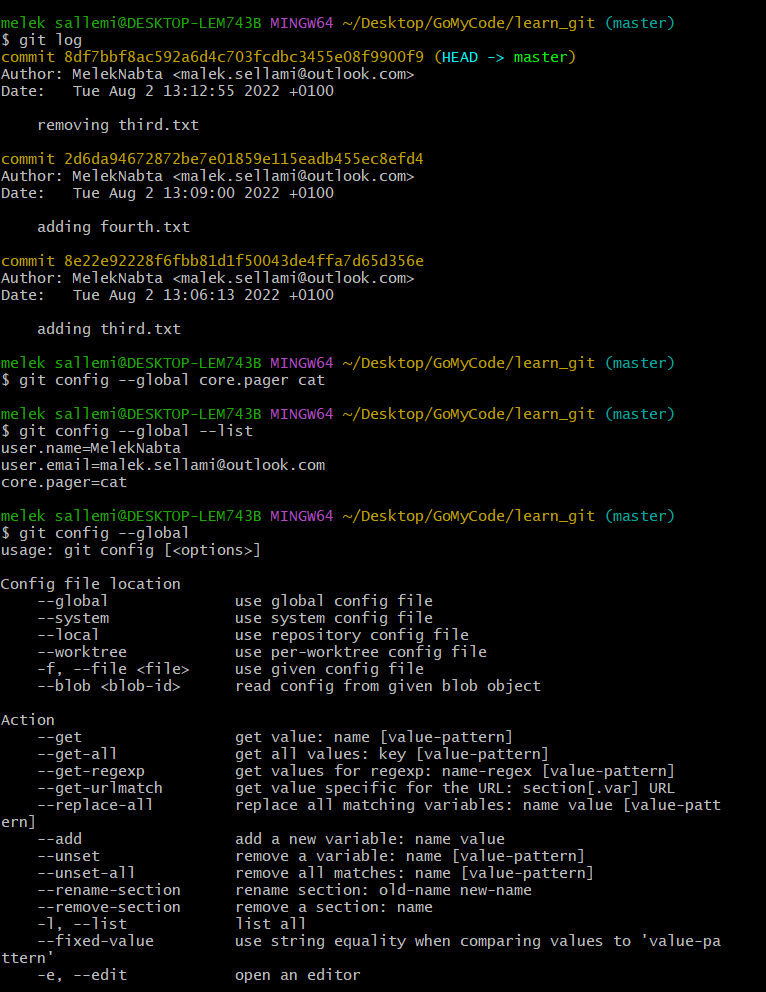 melek sallemi@DESKTOP-LEM743B MINGW64 ~/Desktop/GoMyCode/learn_git (master)
$ git log
commit 8df7bbf8ac592a6d4c703fcdbc3455e08f9900f9 (HEAD -> master)
Author: MelekNabta <malek.sellami@outlook.com>
Date:   Tue Aug 2 13:12:55 2022 +0100

    removing third.txt

commit 2d6da94672872be7e01859e115eadb455ec8efd4
Author: MelekNabta <malek.sellami@outlook.com>
Date:   Tue Aug 2 13:09:00 2022 +0100

    adding fourth.txt

commit 8e22e92228f6fbb81d1f50043de4ffa7d65d356e
Author: MelekNabta <malek.sellami@outlook.com>
Date:   Tue Aug 2 13:06:13 2022 +0100

    adding third.txt

melek sallemi@DESKTOP-LEM743B MINGW64 ~/Desktop/GoMyCode/learn_git (master)
$ git config --global core.pager cat

melek sallemi@DESKTOP-LEM743B MINGW64 ~/Desktop/GoMyCode/learn_git (master)
$ git config --global --list
user.name=MelekNabta
user.email=malek.sellami@outlook.com
core.pager=cat

melek sallemi@DESKTOP-LEM743B MINGW64 ~/Desktop/GoMyCode/learn_git (master)
$ git config --global
usage: git config [<options>]

Config file location
    --global              use global config file
    --system              use system config file
    --local               use repository config file
    --worktree            use per-worktree config file
    -f, --file <file>     use given config file
    --blob <blob-id>      read config from given blob object

Action
    --get                 get value: name [value-pattern]
    --get-all             get all values: key [value-pattern]
    --get-regexp          get values for regexp: name-regex [value-pattern]
    --get-urlmatch        get value specific for the URL: section[.var] URL
    --replace-all         replace all matching variables: name value [value-patt
ern]
    --add                 add a new variable: name value
    --unset               remove a variable: name [value-pattern]
    --unset-all           remove all matches: name [value-pattern]
    --rename-section      rename section: old-name new-name
    --remove-section      remove a section: name
    -l, --list            list all
    --fixed-value         use string equality when comparing values to 'value-pa
ttern'
    -e, --edit            open an editor